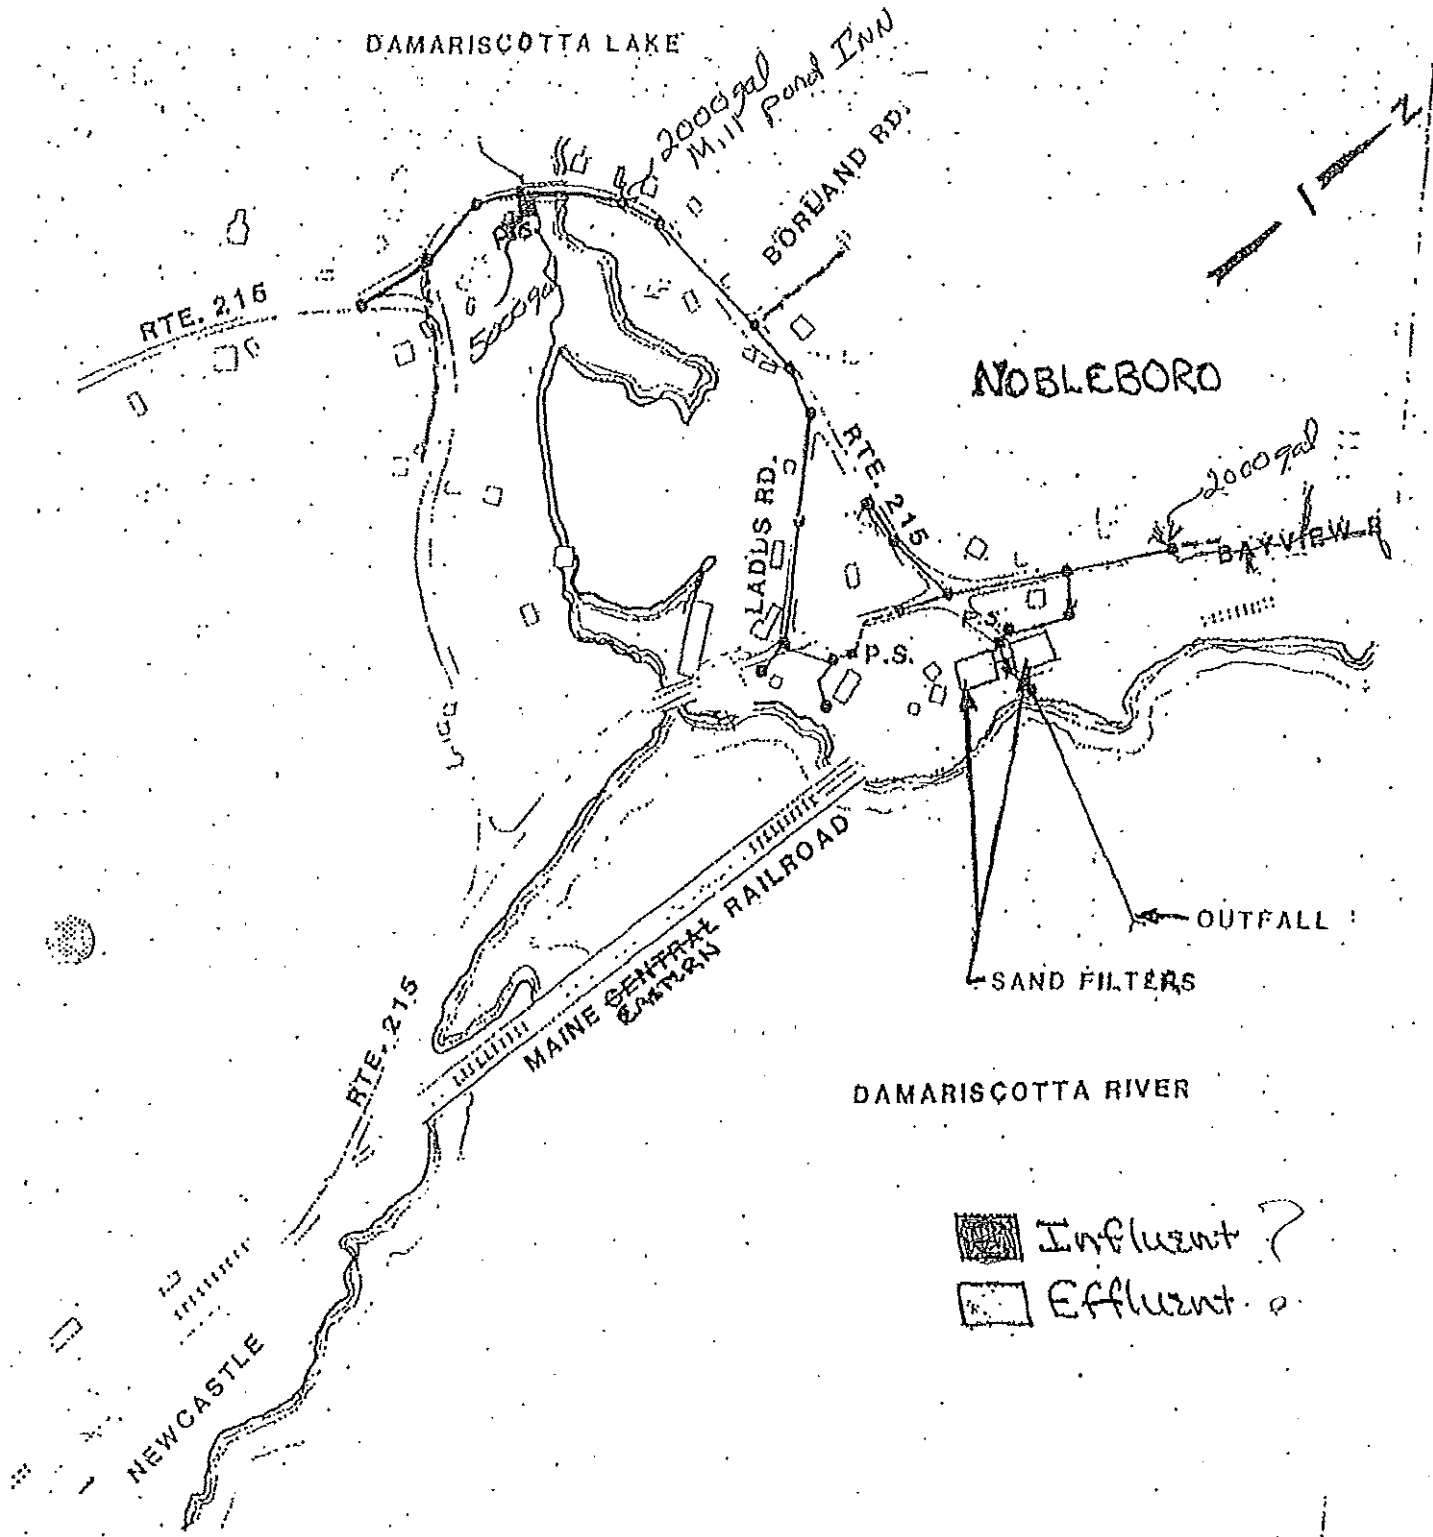 DAMARISCOTTA LAKE
2000 gal
Mill Pond INN
BORLAND RD.
N
P.S.
5000 gal
RTE. 215
NOBLEBORO
2000 gal
RTE. 215
LADDS RD.
BAYVIEW R
P.S.
P.S.
OUTFALL
SAND FILTERS
MAINE CENTRAL RAILROAD
EASTERN
RTE. 215
DAMARISCOTTA RIVER
Influent ?
Effluent
NEWCASTLE